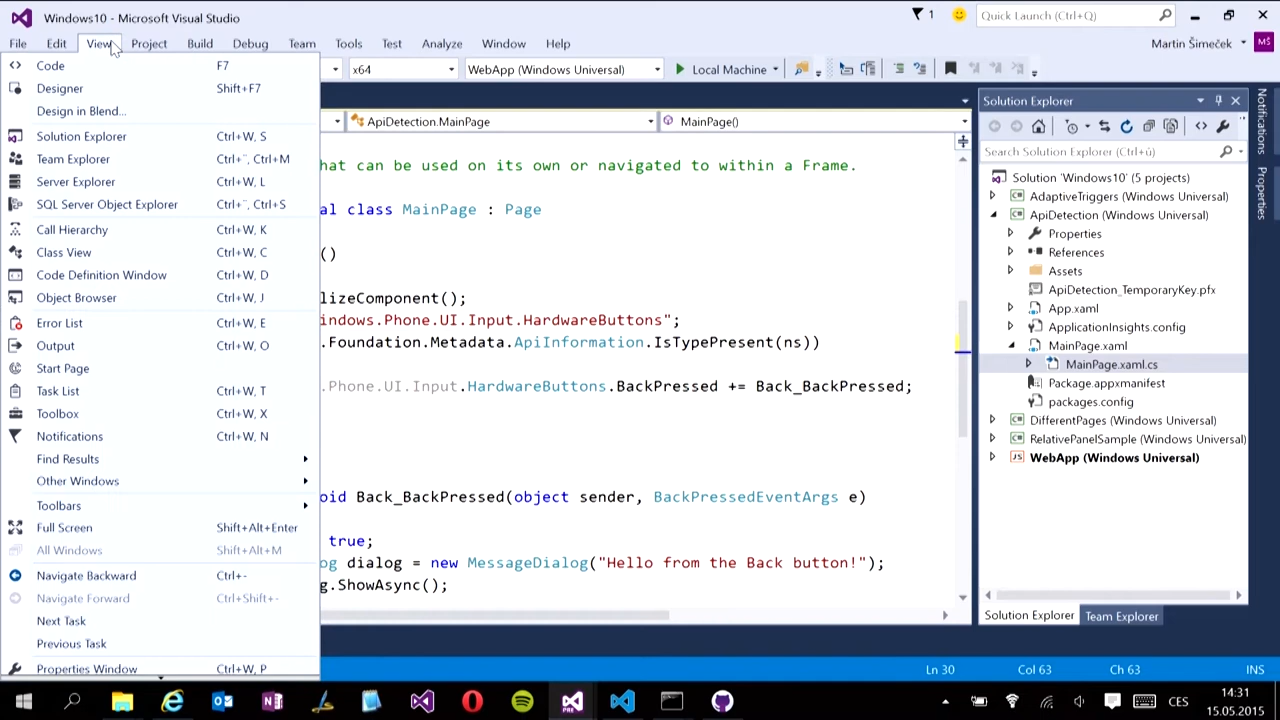 Windows10 - Microsoft Visual Studio
1
Quick Launch (Ctrl+Q)
File Edit View Project Build Debug Team Tools Test Analyze Window Help
Martin Šimeček
MŠ
x64
WebApp (Windows Universal)
Local Machine
Code F7
Designer Shift+F7
Design in Blend...
Solution Explorer Ctrl+W, S
Team Explorer Ctrl+¨, Ctrl+M
Server Explorer Ctrl+W, L
SQL Server Object Explorer Ctrl+¨, Ctrl+S
Call Hierarchy Ctrl+W, K
Class View Ctrl+W, C
Code Definition Window Ctrl+W, D
Object Browser Ctrl+W, J
Error List Ctrl+W, E
Output Ctrl+W, O
Start Page
Task List Ctrl+W, T
Toolbox Ctrl+W, X
Notifications Ctrl+W, N
Find Results
Other Windows
Toolbars
Full Screen Shift+Alt+Enter
All Windows Shift+Alt+M
Navigate Backward Ctrl+-
Navigate Forward Ctrl+Shift+-
Next Task
Previous Task
Properties Window Ctrl+W, P
ApiDetection.MainPage
MainPage()
hat can be used on its own or navigated to within a Frame.
al class MainPage : Page
()
lizeComponent();
indows.Phone.UI.Input.HardwareButtons";
.Foundation.Metadata.ApiInformation.IsTypePresent(ns))
.Phone.UI.Input.HardwareButtons.BackPressed += Back_BackPressed;
oid Back_BackPressed(object sender, BackPressedEventArgs e)
true;
og dialog = new MessageDialog("Hello from the Back button!");
g.ShowAsync();
Solution Explorer
Search Solution Explorer (Ctrl+ů)
Solution 'Windows10' (5 projects)
AdaptiveTriggers (Windows Universal)
ApiDetection (Windows Universal)
Properties
References
Assets
ApiDetection_TemporaryKey.pfx
App.xaml
ApplicationInsights.config
MainPage.xaml
MainPage.xaml.cs
Package.appxmanifest
packages.config
DifferentPages (Windows Universal)
RelativePanelSample (Windows Universal)
WebApp (Windows Universal)
Solution Explorer Team Explorer
Notifications
Properties
Ln 30 Col 63 Ch 63 INS
CES
14:31
15.05.2015